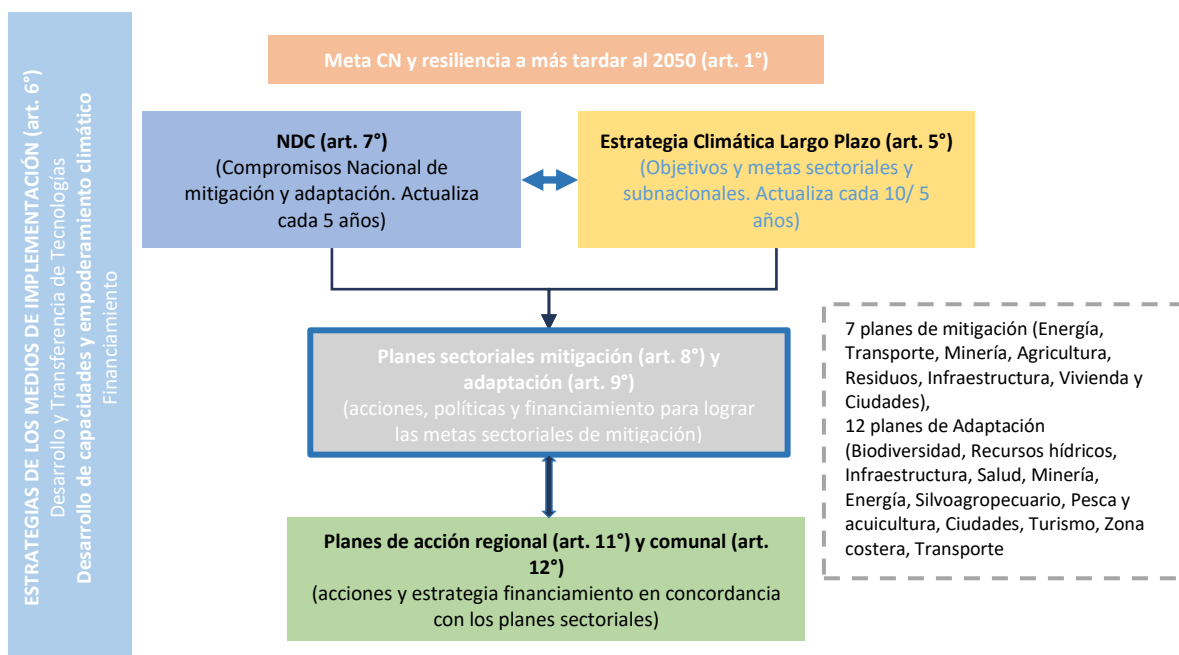 ESTRATEGIAS DE LOS MEDIOS DE IMPLEMENTACIÓN (art. 6°)
Desarrollo y Transferencia de Tecnologías
Desarrollo de capacidades y empoderamiento climático
Financiamiento
Meta CN y resiliencia a más tardar al 2050 (art. 1°)
NDC (art. 7°)
(Compromisos Nacional de
mitigación y adaptación. Actualiza
cada 5 años)
Estrategia Climática Largo Plazo (art. 5°)
(Objetivos y metas sectoriales y
subnacionales. Actualiza cada 10/ 5
años)
Planes sectoriales mitigación (art. 8°) y
adaptación (art. 9°)
(acciones, políticas y financiamiento para lograr
las metas sectoriales de mitigación)
7 planes de mitigación (Energía,
Transporte, Minería, Agricultura,
Residuos, Infraestructura, Vivienda y
Ciudades),
12 planes de Adaptación
(Biodiversidad, Recursos hídricos,
Infraestructura, Salud, Minería,
Energía, Silvoagropecuario, Pesca y
acuicultura, Ciudades, Turismo, Zona
costera, Transporte
Planes de acción regional (art. 11°) y comunal (art.
12°)
(acciones y estrategia financiamiento en concordancia
con los planes sectoriales)